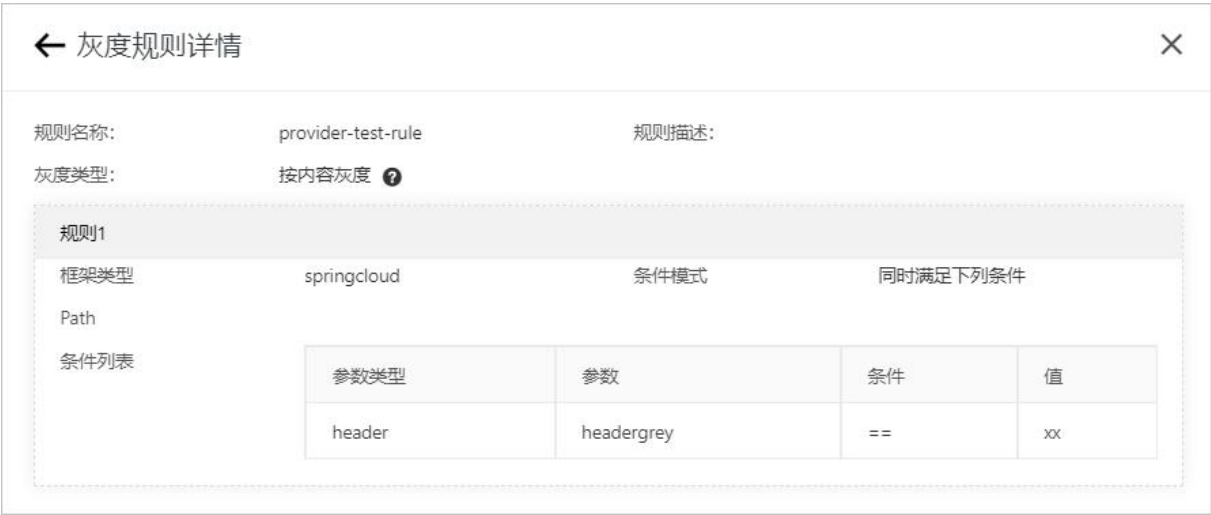 灰度规则详情
规则名称： provider-test-rule 规则描述：
灰度类型： 按内容灰度
规则1
框架类型 springcloud 条件模式 同时满足下列条件
Path
条件列表
参数类型 参数 条件 值
header headergrey == xx